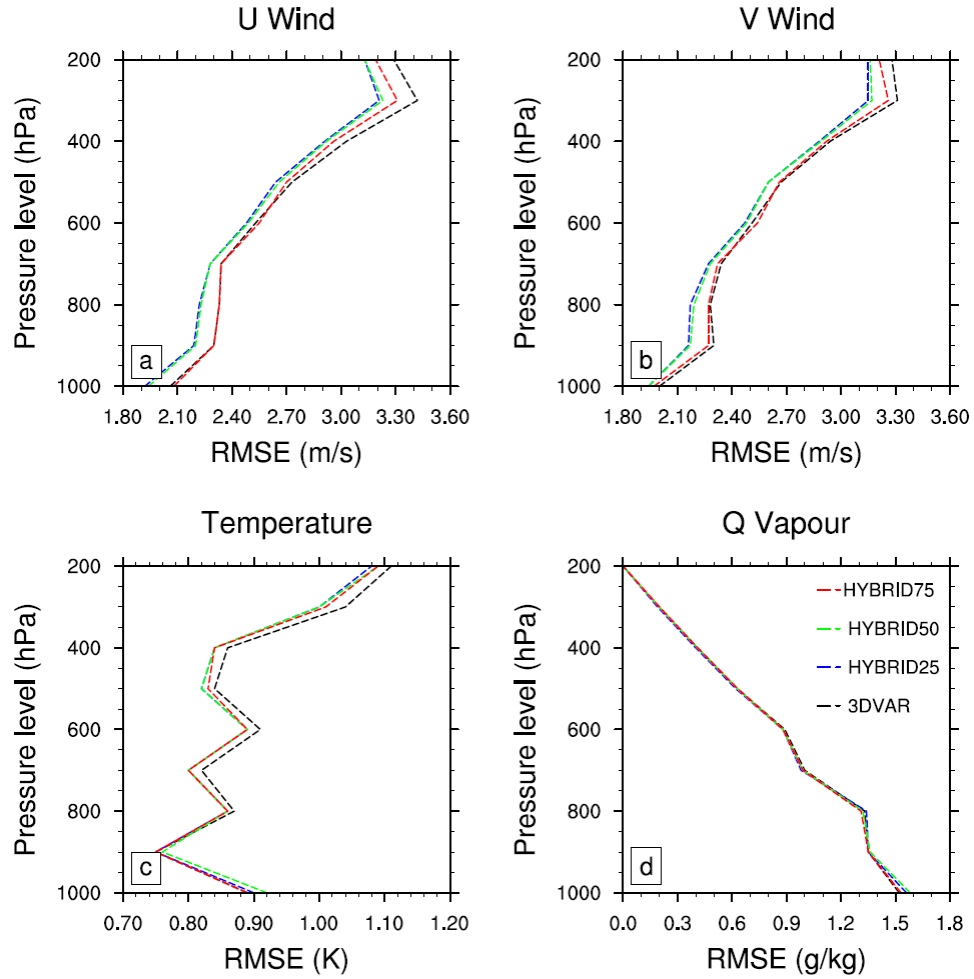 U Wind
V Wind
Pressure level (hPa)
200
400
600
800
1000
a
1.80 2.10 2.40 2.70 3.00 3.30 3.60
RMSE (m/s)
Pressure level (hPa)
200
400
600
800
1000
b
1.80 2.10 2.40 2.70 3.00 3.30 3.60
RMSE (m/s)
Temperature
Q Vapour
Pressure level (hPa)
200
400
600
800
1000
c
0.70 0.80 0.90 1.00 1.10 1.20
RMSE (K)
Pressure level (hPa)
200
400
600
800
1000
HYBRID75
HYBRID50
HYBRID25
3DVAR
d
0.0 0.3 0.6 0.9 1.2 1.5 1.8
RMSE (g/kg)